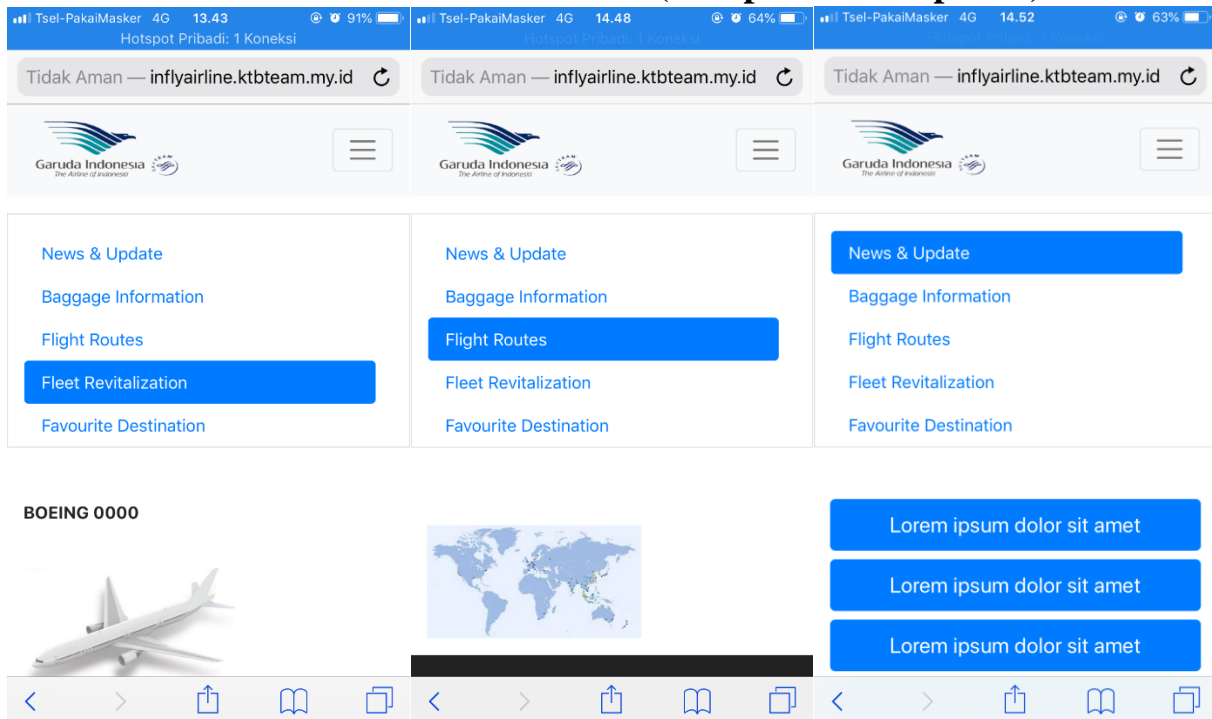 Tsel-PakaiMasker 4G 13.43 91%
Hotspot Pribadi: 1 Koneksi
Tidak Aman — inflyairline.ktbteam.my.id
Garuda Indonesia
The Airline of Indonesia
News & Update
Baggage Information
Flight Routes
Fleet Revitalization
Favourite Destination
BOEING 0000
Tsel-PakaiMasker 4G 14.48 64%
Hotspot Pribadi: 1 Koneksi
Tidak Aman — inflyairline.ktbteam.my.id
Garuda Indonesia
The Airline of Indonesia
News & Update
Baggage Information
Flight Routes
Fleet Revitalization
Favourite Destination
Tsel-PakaiMasker 4G 14.52 63%
Hotspot Pribadi: 1 Koneksi
Tidak Aman — inflyairline.ktbteam.my.id
Garuda Indonesia
The Airline of Indonesia
News & Update
Baggage Information
Flight Routes
Fleet Revitalization
Favourite Destination
Lorem ipsum dolor sit amet
Lorem ipsum dolor sit amet
Lorem ipsum dolor sit amet